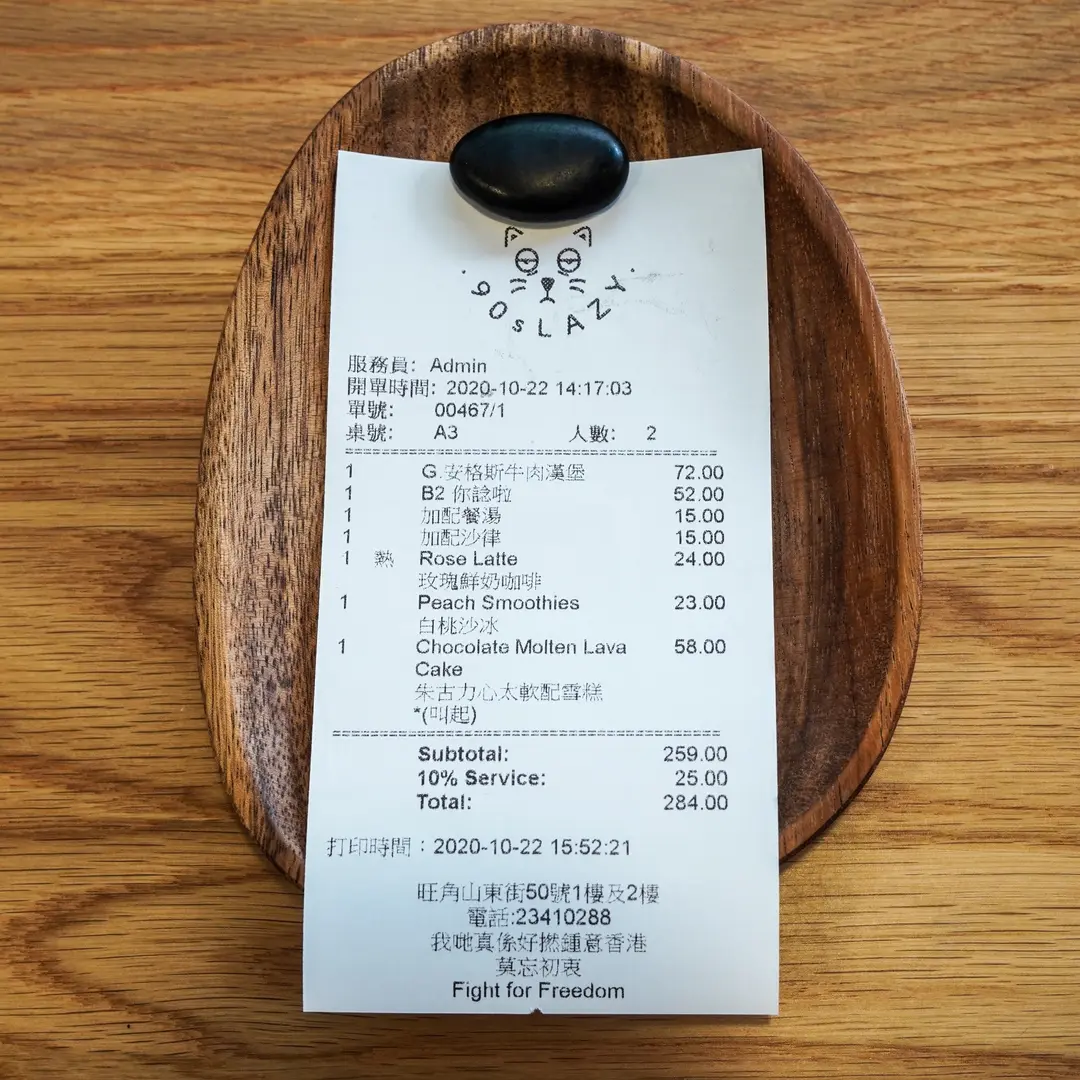 90sLAZY
服務員: Admin
開單時間: 2020-10-22 14:17:03
單號: 00467/1
桌號: A3 人數: 2
1 G.安格斯牛肉漢堡 72.00
1 B2 你諗啦 52.00
1 加配餐湯 15.00
1 加配沙律 15.00
1 熱 Rose Latte 24.00
玫瑰鮮奶咖啡
1 Peach Smoothies 23.00
白桃沙冰
1 Chocolate Molten Lava 58.00
Cake
朱古力心太軟配雪糕
*(叫起)
Subtotal: 259.00
10% Service: 25.00
Total: 284.00
打印時間：2020-10-22 15:52:21
旺角山東街50號1樓及2樓
電話:23410288
我哋真係好撚鍾意香港
莫忘初衷
Fight for Freedom